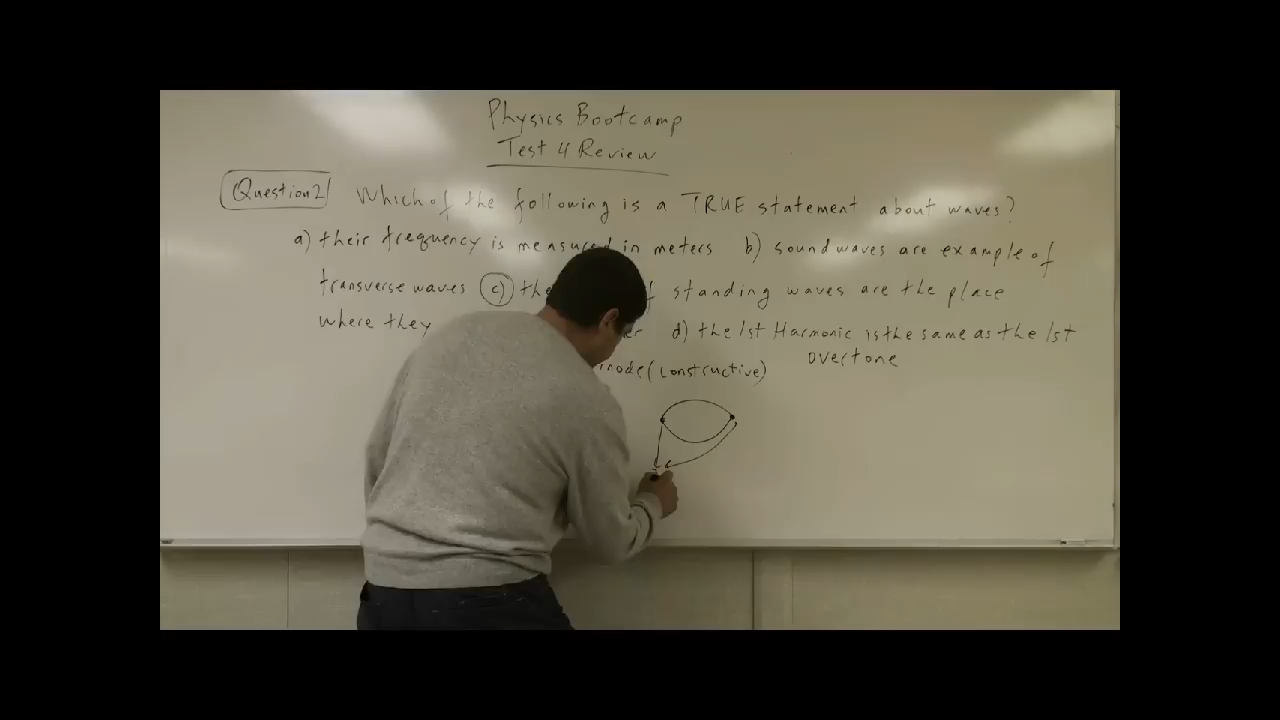 Physics Bootcamp
Test 4 Review
Question 2 Which of the following is a TRUE statement about waves?
a) their frequency is measured in meters b) sound waves are example of
transverse waves c) the standing waves are the place
where they d) the 1st Harmonic is the same as the 1st
(constructive) overtone